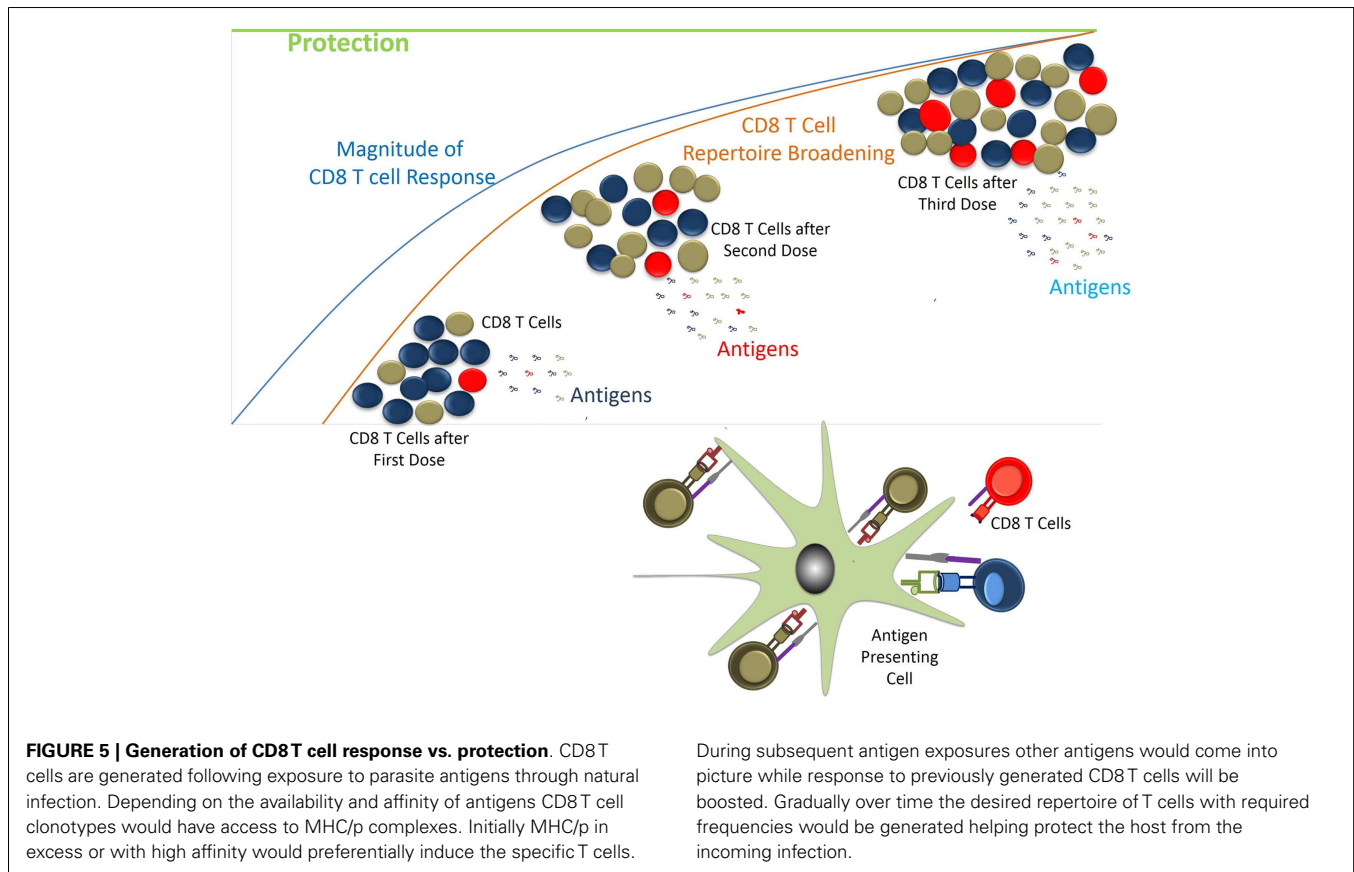 Protection
Magnitude of
CD8 T cell Response
CD8 T Cell
Repertoire Broadening
CD8 T Cells after
Third Dose
Antigens
CD8 T Cells after
Second Dose
Antigens
CD8 T Cells
Antigens
CD8 T Cells after
First Dose
CD8 T Cells
Antigen
Presenting
Cell
FIGURE 5 | Generation of CD8 T cell response vs. protection. CD8 T
cells are generated following exposure to parasite antigens through natural
infection. Depending on the availability and affinity of antigens CD8 T cell
clonotypes would have access to MHC/p complexes. Initially MHC/p in
excess or with high affinity would preferentially induce the specific T cells.
During subsequent antigen exposures other antigens would come into
picture while response to previously generated CD8 T cells will be
boosted. Gradually over time the desired repertoire of T cells with required
frequencies would be generated helping protect the host from the
incoming infection.